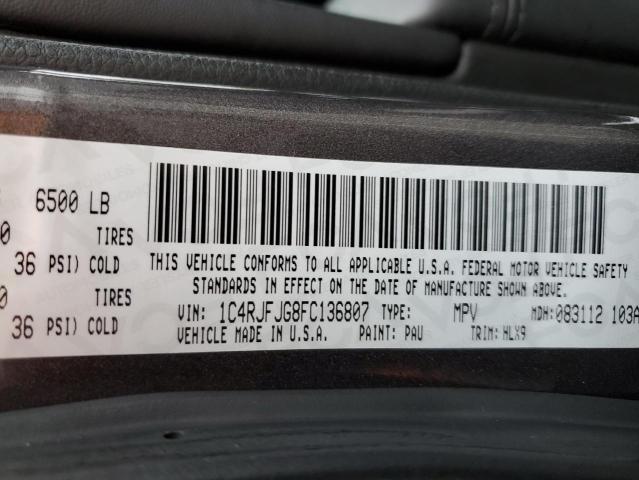 6500 LB
0 TIRES
36 PSI) COLD
0 TIRES
36 PSI) COLD
THIS VEHICLE CONFORMS TO ALL APPLICABLE U.S.A. FEDERAL MOTOR VEHICLE SAFETY
STANDARDS IN EFFECT ON THE DATE OF MANUFACTURE SHOWN ABOVE.
VIN: 1C4RJFJG8FC136807 TYPE: MPV MDH:083112 103A
VEHICLE MADE IN U.S.A. PAINT: PAU TRIM: HLX9